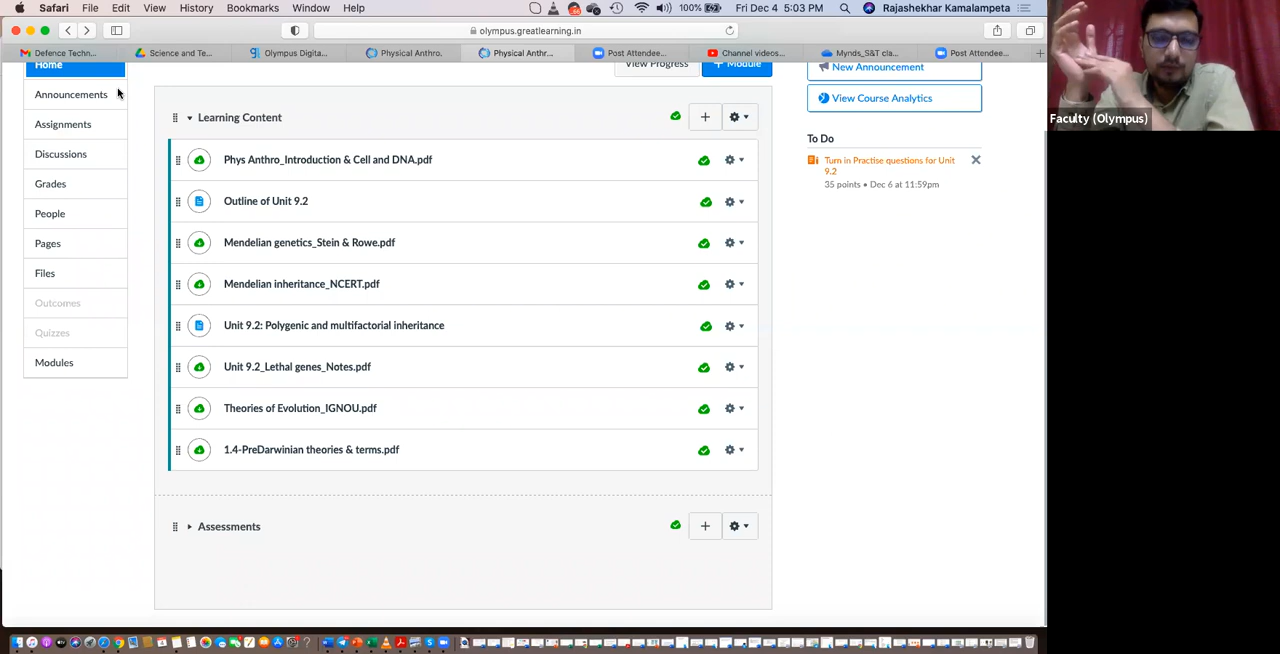 Safari File Edit View History Bookmarks Window Help 100% Fri Dec 4 5:03 PM Rajashekhar Kamalampeta
olympus.greatlearning.in
Defence Techn... Science and Te... Olympus Digita... Physical Anthro. Physical Anthr... Post Attendee... Channel videos... Mynds_S&T cla... Post Attendee...
Home
Announcements
Assignments
Discussions
Grades
People
Pages
Files
Outcomes
Quizzes
Modules
View Progress + Module
Learning Content
Phys Anthro_Introduction & Cell and DNA.pdf
Outline of Unit 9.2
Mendelian genetics_Stein & Rowe.pdf
Mendelian inheritance_NCERT.pdf
Unit 9.2: Polygenic and multifactorial inheritance
Unit 9.2_Lethal genes_Notes.pdf
Theories of Evolution_IGNOU.pdf
1.4-PreDarwinian theories & terms.pdf
Assessments
New Announcement
View Course Analytics
To Do
Turn in Practise questions for Unit
9.2
35 points • Dec 6 at 11:59pm
Faculty (Olympus)